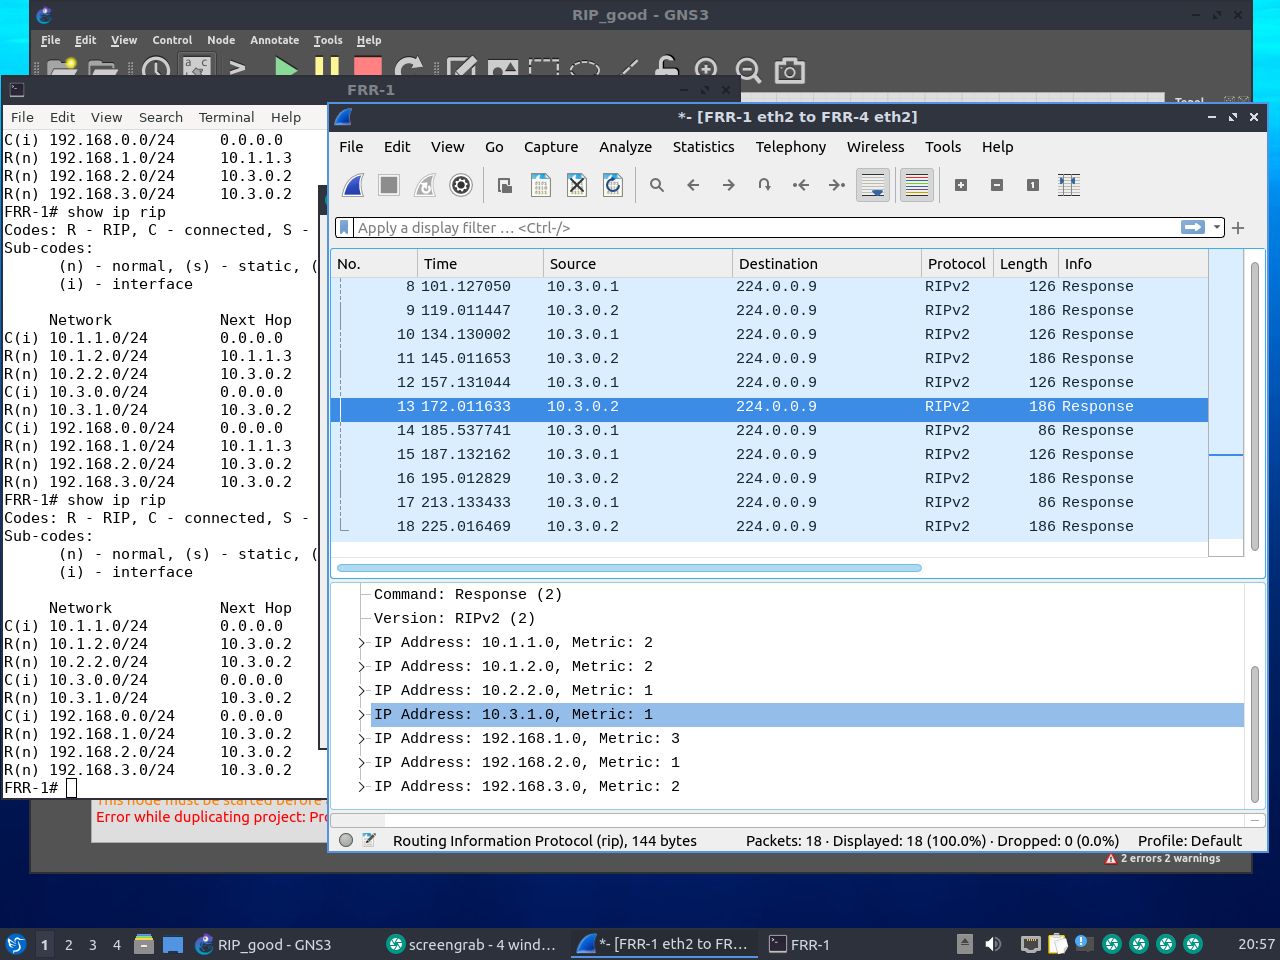 RIP_good - GNS3
File Edit View Control Node Annotate Tools Help
FRR-1
File Edit View Search Terminal Help
C(i) 192.168.0.0/24 0.0.0.0
R(n) 192.168.1.0/24 10.1.1.3
R(n) 192.168.2.0/24 10.3.0.2
R(n) 192.168.3.0/24 10.3.0.2
FRR-1# show ip rip
Codes: R - RIP, C - connected, S -
Sub-codes:
(n) - normal, (s) - static, (
(i) - interface
Network Next Hop
C(i) 10.1.1.0/24 0.0.0.0
R(n) 10.1.2.0/24 10.1.1.3
R(n) 10.2.2.0/24 10.3.0.2
C(i) 10.3.0.0/24 0.0.0.0
R(n) 10.3.1.0/24 10.3.0.2
C(i) 192.168.0.0/24 0.0.0.0
R(n) 192.168.1.0/24 10.1.1.3
R(n) 192.168.2.0/24 10.3.0.2
R(n) 192.168.3.0/24 10.3.0.2
FRR-1# show ip rip
Codes: R - RIP, C - connected, S -
Sub-codes:
(n) - normal, (s) - static, (
(i) - interface
Network Next Hop
C(i) 10.1.1.0/24 0.0.0.0
R(n) 10.1.2.0/24 10.3.0.2
R(n) 10.2.2.0/24 10.3.0.2
C(i) 10.3.0.0/24 0.0.0.0
R(n) 10.3.1.0/24 10.3.0.2
C(i) 192.168.0.0/24 0.0.0.0
R(n) 192.168.1.0/24 10.3.0.2
R(n) 192.168.2.0/24 10.3.0.2
R(n) 192.168.3.0/24 10.3.0.2
FRR-1#
This node must be started before
Error while duplicating project: Pro
*- [FRR-1 eth2 to FRR-4 eth2]
File Edit View Go Capture Analyze Statistics Telephony Wireless Tools Help
Apply a display filter … <Ctrl-/>
No. Time Source Destination Protocol Length Info
8 101.127050 10.3.0.1 224.0.0.9 RIPv2 126 Response
9 119.011447 10.3.0.2 224.0.0.9 RIPv2 186 Response
10 134.130002 10.3.0.1 224.0.0.9 RIPv2 126 Response
11 145.011653 10.3.0.2 224.0.0.9 RIPv2 186 Response
12 157.131044 10.3.0.1 224.0.0.9 RIPv2 126 Response
13 172.011633 10.3.0.2 224.0.0.9 RIPv2 186 Response
14 185.537741 10.3.0.1 224.0.0.9 RIPv2 86 Response
15 187.132162 10.3.0.1 224.0.0.9 RIPv2 126 Response
16 195.012829 10.3.0.2 224.0.0.9 RIPv2 186 Response
17 213.133433 10.3.0.1 224.0.0.9 RIPv2 86 Response
18 225.016469 10.3.0.2 224.0.0.9 RIPv2 186 Response
Command: Response (2)
Version: RIPv2 (2)
IP Address: 10.1.1.0, Metric: 2
IP Address: 10.1.2.0, Metric: 2
IP Address: 10.2.2.0, Metric: 1
IP Address: 10.3.1.0, Metric: 1
IP Address: 192.168.1.0, Metric: 3
IP Address: 192.168.2.0, Metric: 1
IP Address: 192.168.3.0, Metric: 2
Routing Information Protocol (rip), 144 bytes Packets: 18 · Displayed: 18 (100.0%) · Dropped: 0 (0.0%) Profile: Default
2 errors 2 warnings
1 2 3 4 RIP_good - GNS3 screengrab - 4 wind… *- [FRR-1 eth2 to FR… FRR-1 20:57